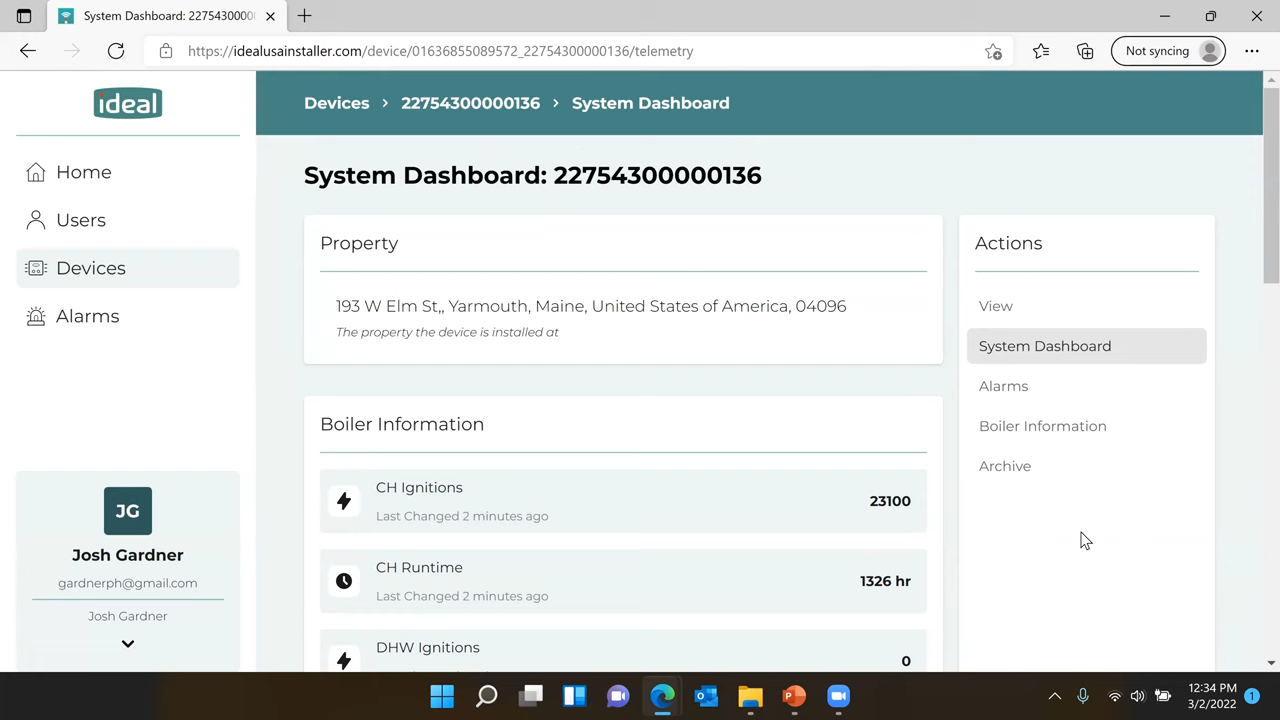 System Dashboard: 2275430000
https://idealusainstaller.com/device/01636855089572_22754300000136/telemetry
Not syncing
ideal
Devices > 22754300000136 > System Dashboard
Home
Users
Devices
Alarms
System Dashboard: 22754300000136
Property
193 W Elm St,, Yarmouth, Maine, United States of America, 04096
The property the device is installed at
Actions
View
System Dashboard
Alarms
Boiler Information
Archive
Boiler Information
CH Ignitions
Last Changed 2 minutes ago
23100
CH Runtime
Last Changed 2 minutes ago
1326 hr
DHW Ignitions
0
JG
Josh Gardner
gardnerph@gmail.com
Josh Gardner
12:34 PM
3/2/2022
1